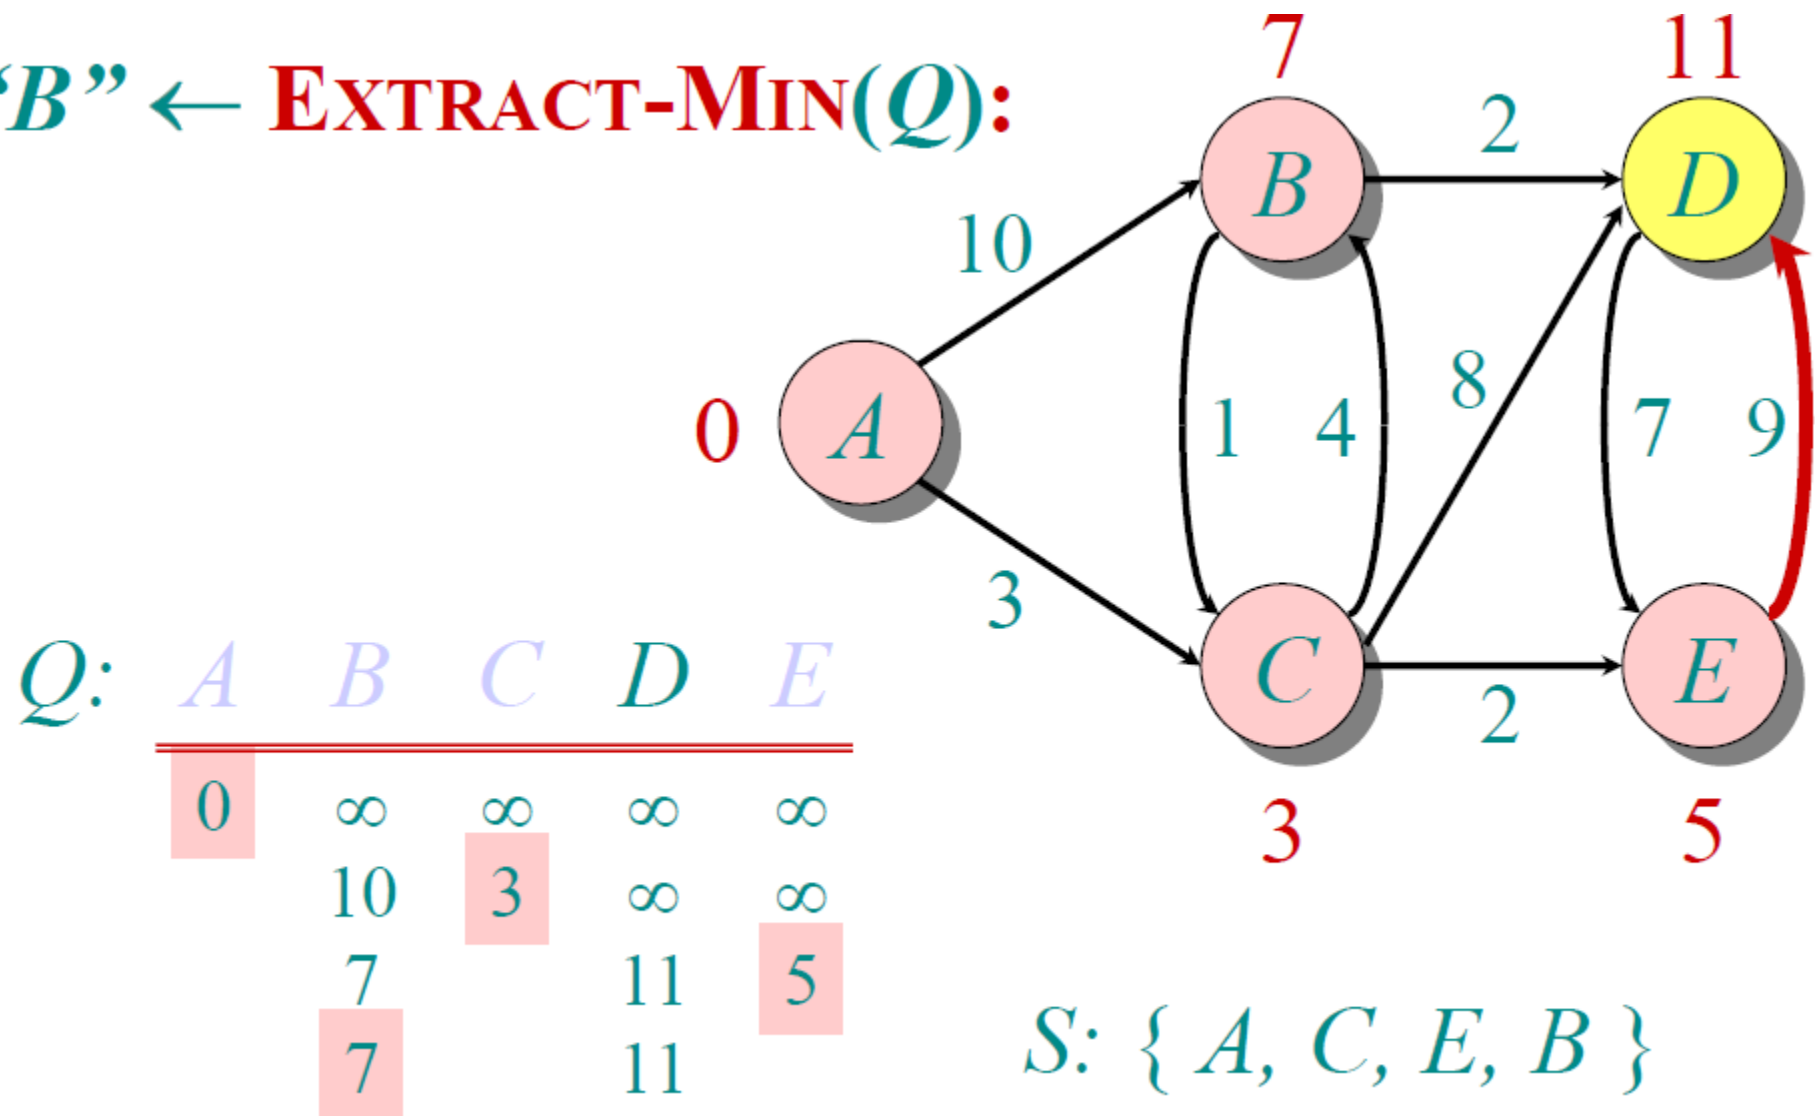 “B” ← EXTRACT-MIN(Q):
7
11
B
2
D
10
0
A
1
4
8
7
9
3
C
2
E
3
5
Q: A B C D E
0 ∞ ∞ ∞ ∞
10 3 ∞ ∞
7 11 5
7 11
S: { A, C, E, B }